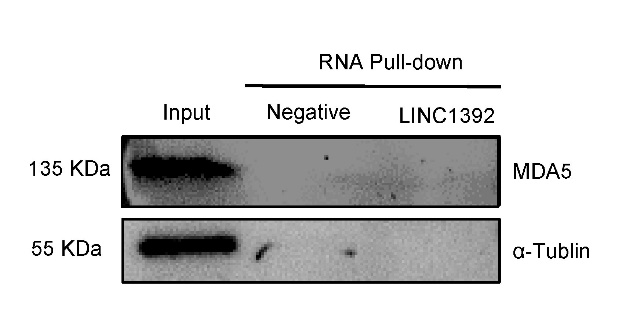 RNA Pull-down
Input Negative LINC1392
135 KDa MDA5
55 KDa α-Tublin